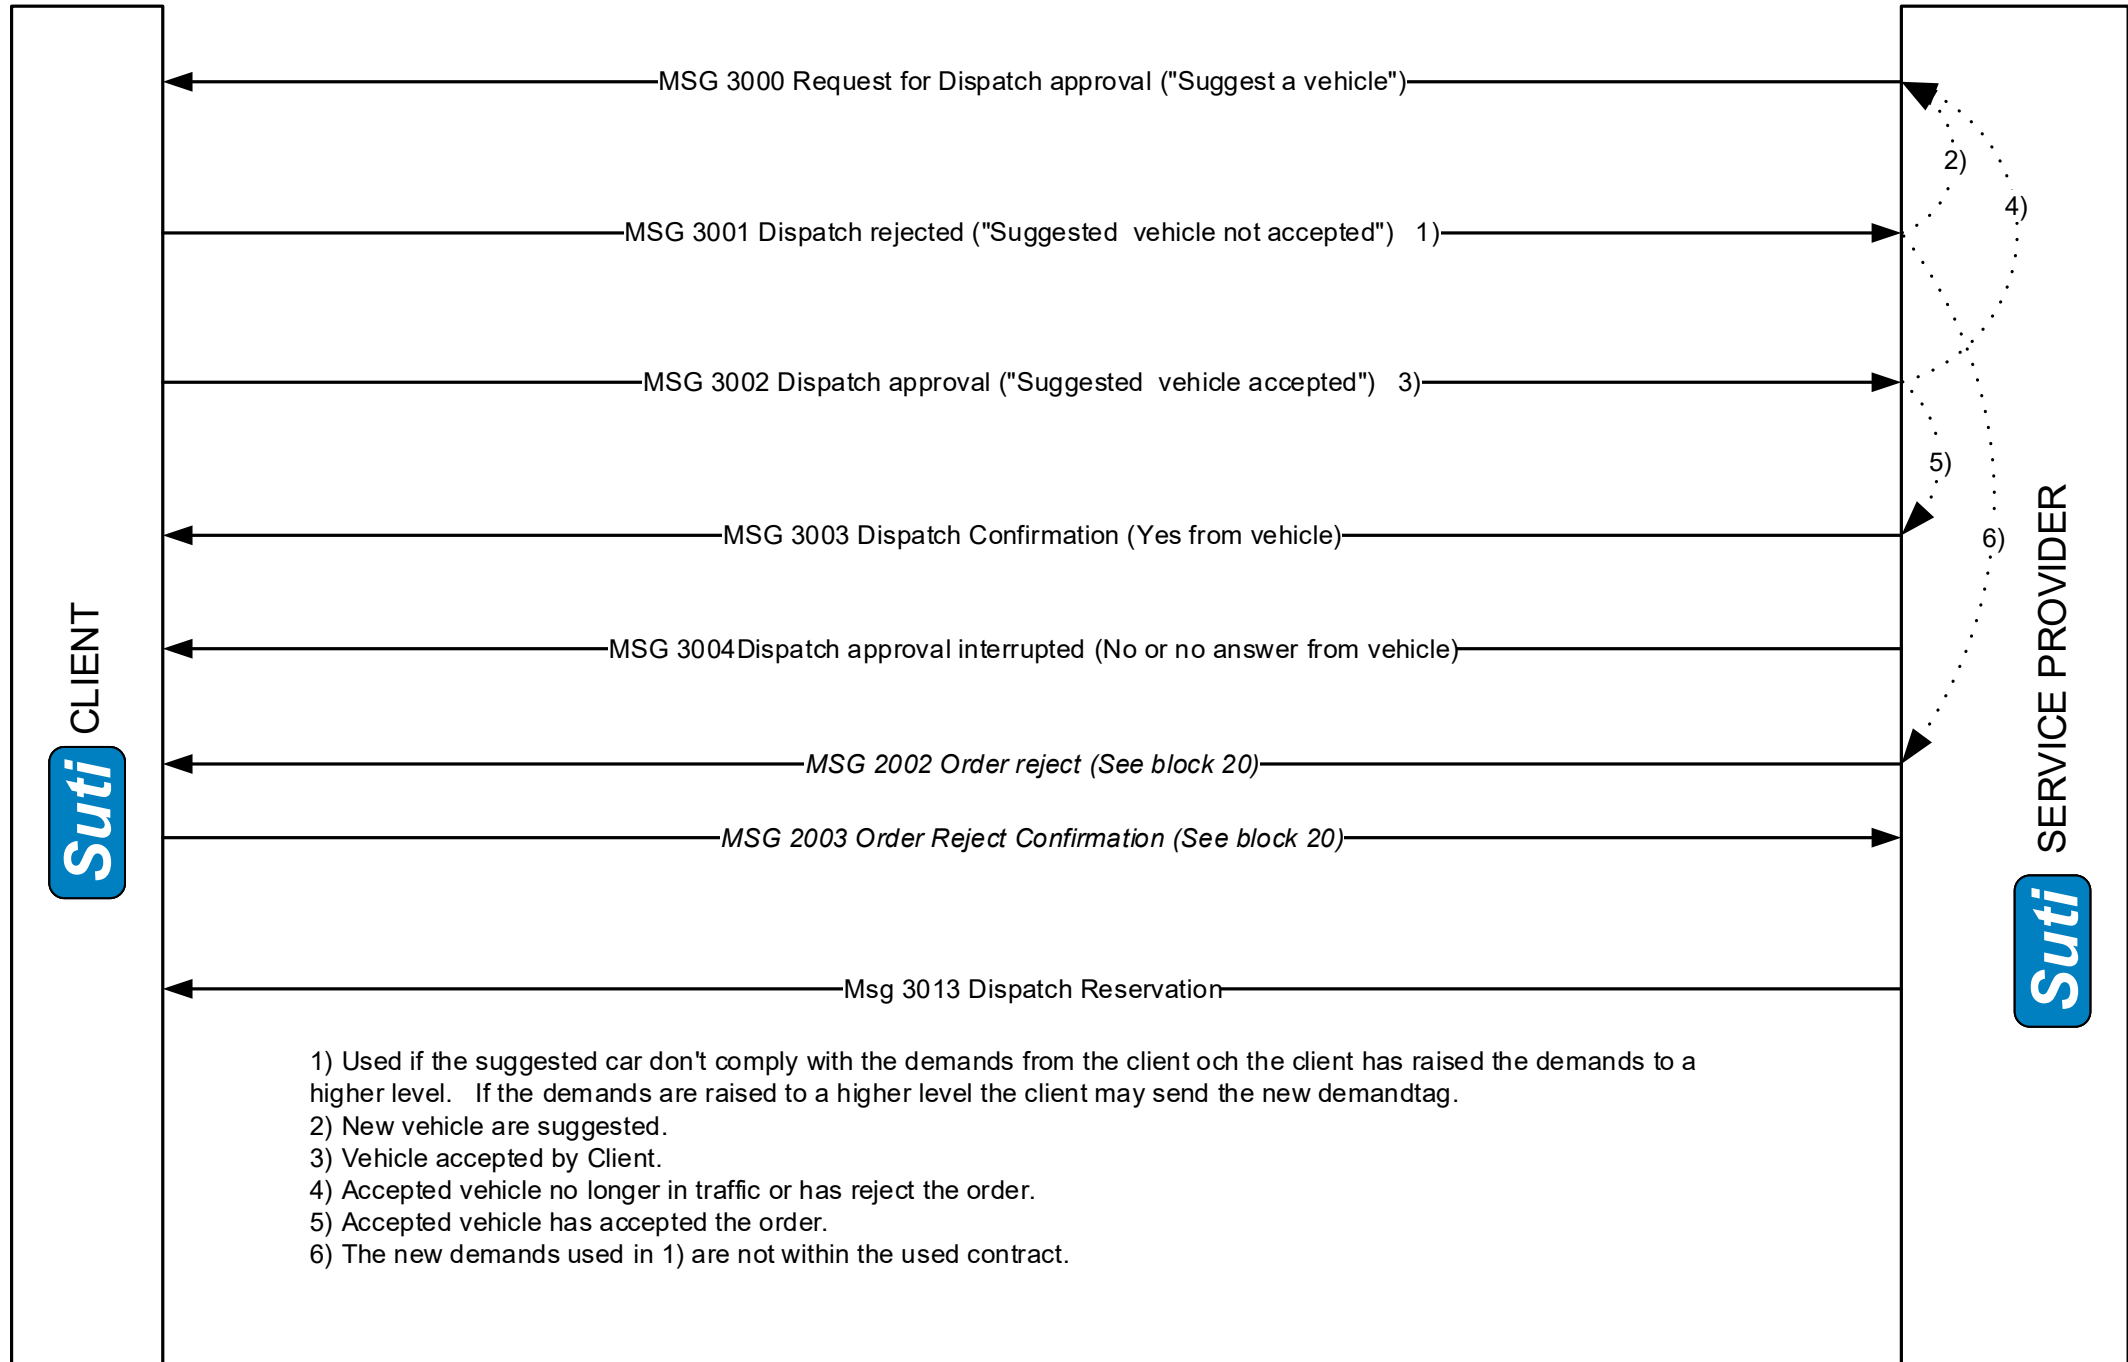 MSG 3000 Request for Dispatch approval ("Suggest a vehicle")
2)
4)
MSG 3001 Dispatch rejected ("Suggested vehicle not accepted") 1)
MSG 3002 Dispatch approval ("Suggested vehicle accepted") 3)
5)
MSG 3003 Dispatch Confirmation (Yes from vehicle)
6)
MSG 3004Dispatch approval interrupted (No or no answer from vehicle)
CLIENT
Suti
SERVICE PROVIDER
Suti
MSG 2002 Order reject (See block 20)
MSG 2003 Order Reject Confirmation (See block 20)
Msg 3013 Dispatch Reservation
1) Used if the suggested car don't comply with the demands from the client och the client has raised the demands to a
higher level. If the demands are raised to a higher level the client may send the new demandtag.
2) New vehicle are suggested.
3) Vehicle accepted by Client.
4) Accepted vehicle no longer in traffic or has reject the order.
5) Accepted vehicle has accepted the order.
6) The new demands used in 1) are not within the used contract.